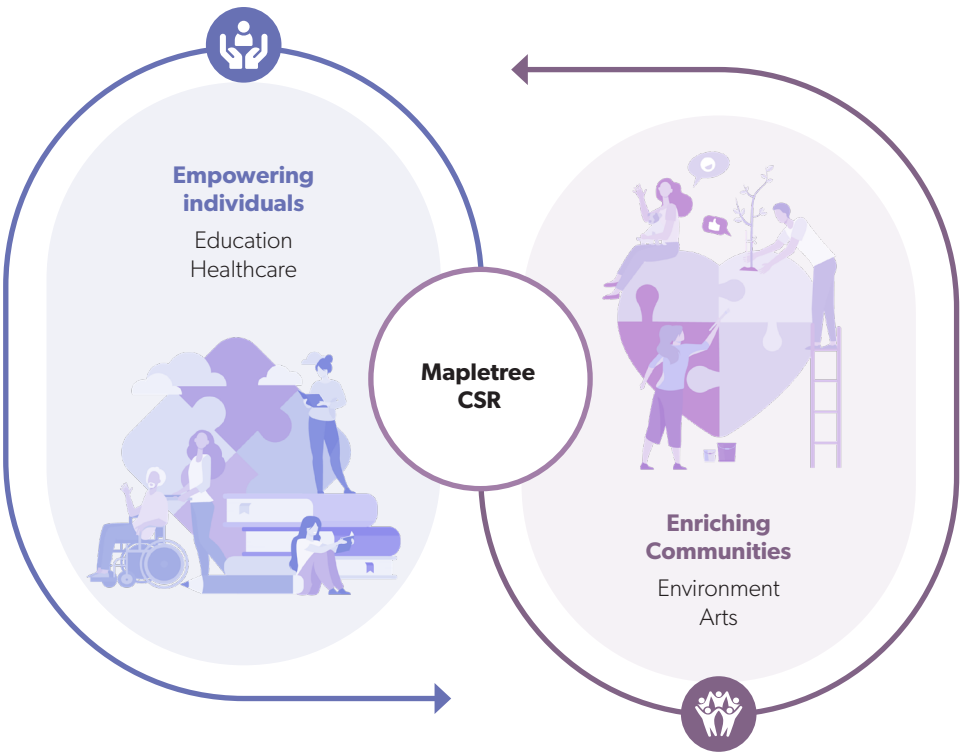 Empowering
individuals
Education
Healthcare
Mapletree
CSR
Enriching
Communities
Environment
Arts